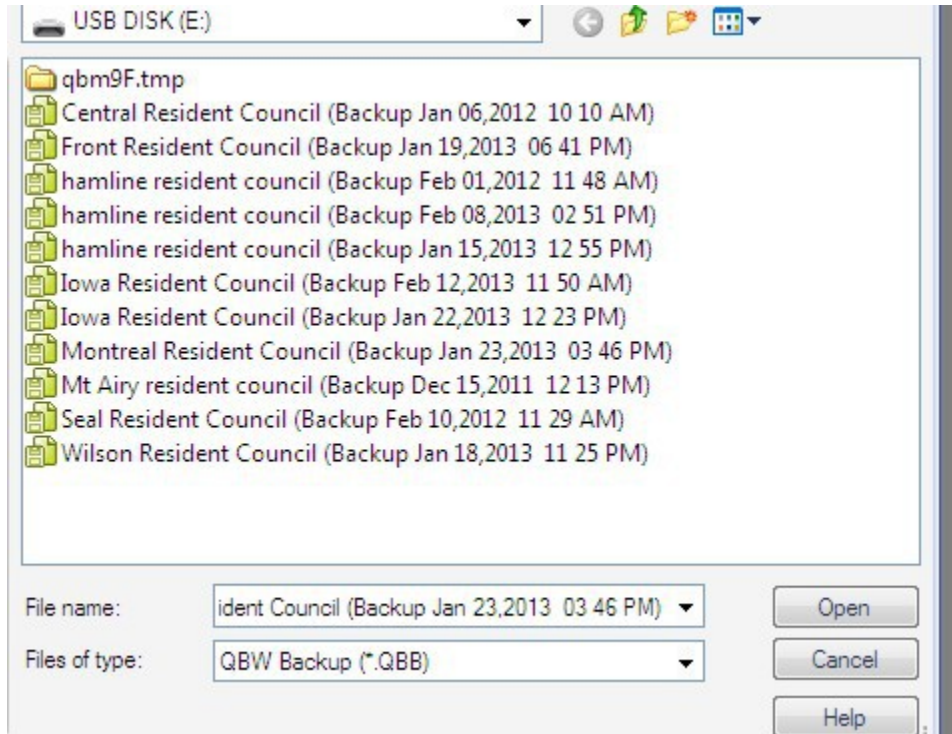 USB DISK (E:)
qbm9F.tmp
Central Resident Council (Backup Jan 06,2012  10 10 AM)
Front Resident Council (Backup Jan 19,2013  06 41 PM)
hamline resident council (Backup Feb 01,2012  11 48 AM)
hamline resident council (Backup Feb 08,2013  02 51 PM)
hamline resident council (Backup Jan 15,2013  12 55 PM)
Iowa Resident Council (Backup Feb 12,2013  11 50 AM)
Iowa Resident Council (Backup Jan 22,2013  12 23 PM)
Montreal Resident Council (Backup Jan 23,2013  03 46 PM)
Mt Airy resident council (Backup Dec 15,2011  12 13 PM)
Seal Resident Council (Backup Feb 10,2012  11 29 AM)
Wilson Resident Council (Backup Jan 18,2013  11 25 PM)
File name: ident Council (Backup Jan 23,2013  03 46 PM) Open
Files of type: QBW Backup (*.QBB) Cancel
Help